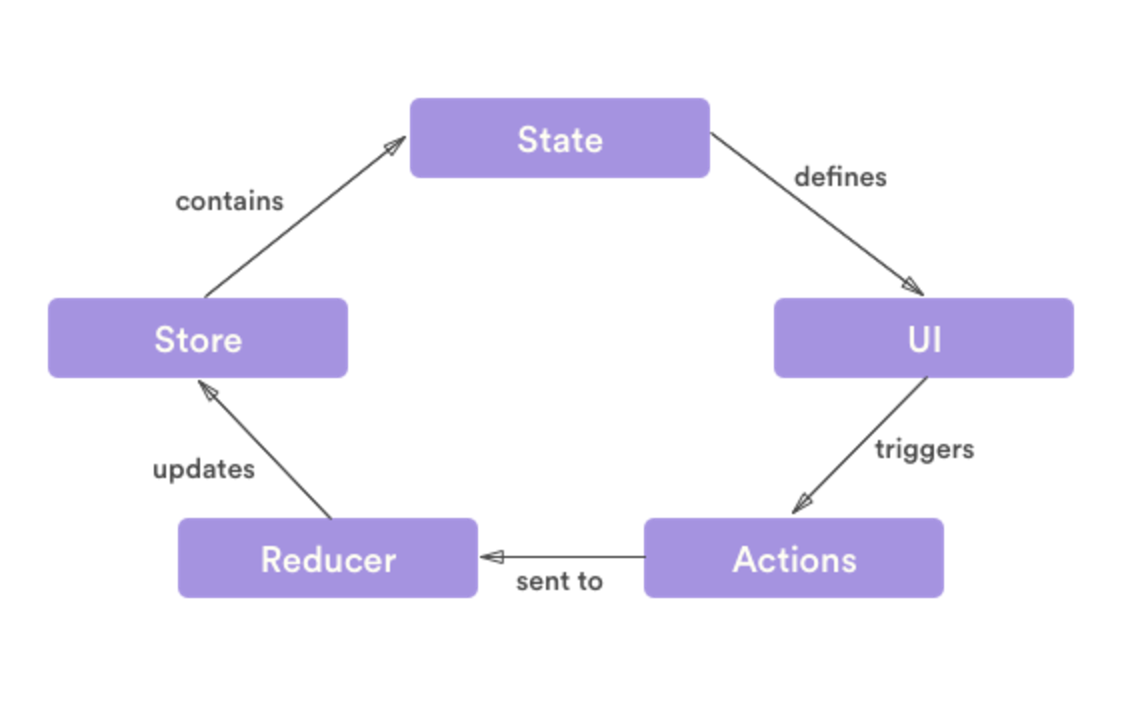 State
defines
contains
Store
UI
triggers
updates
Reducer
Actions
sent to